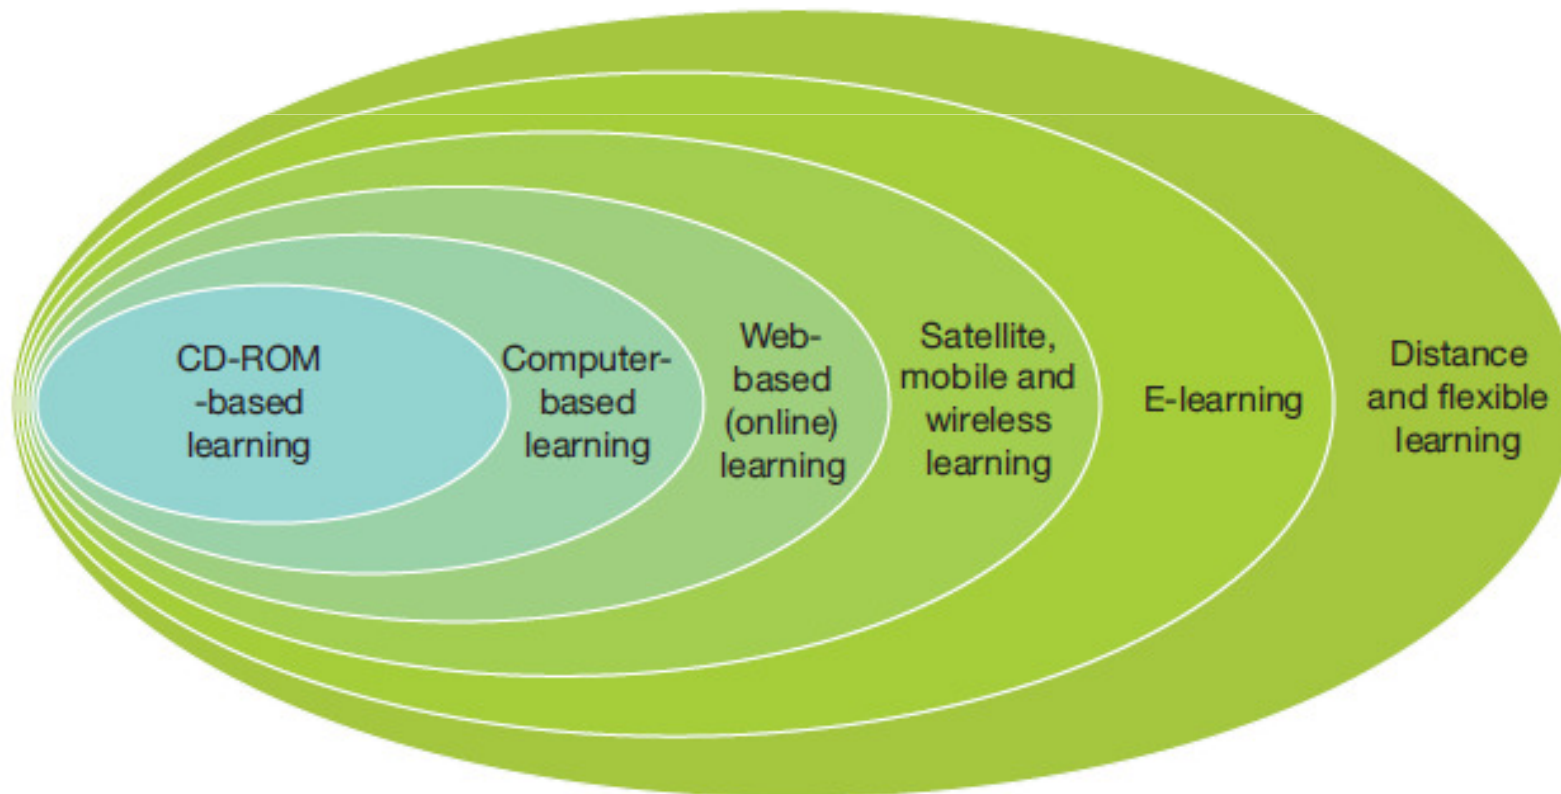 CD-ROM
-based
learning
Computer-
based
learning
Web-
based
(online)
learning
Satellite,
mobile and
wireless
learning
E-learning
Distance
and flexible
learning